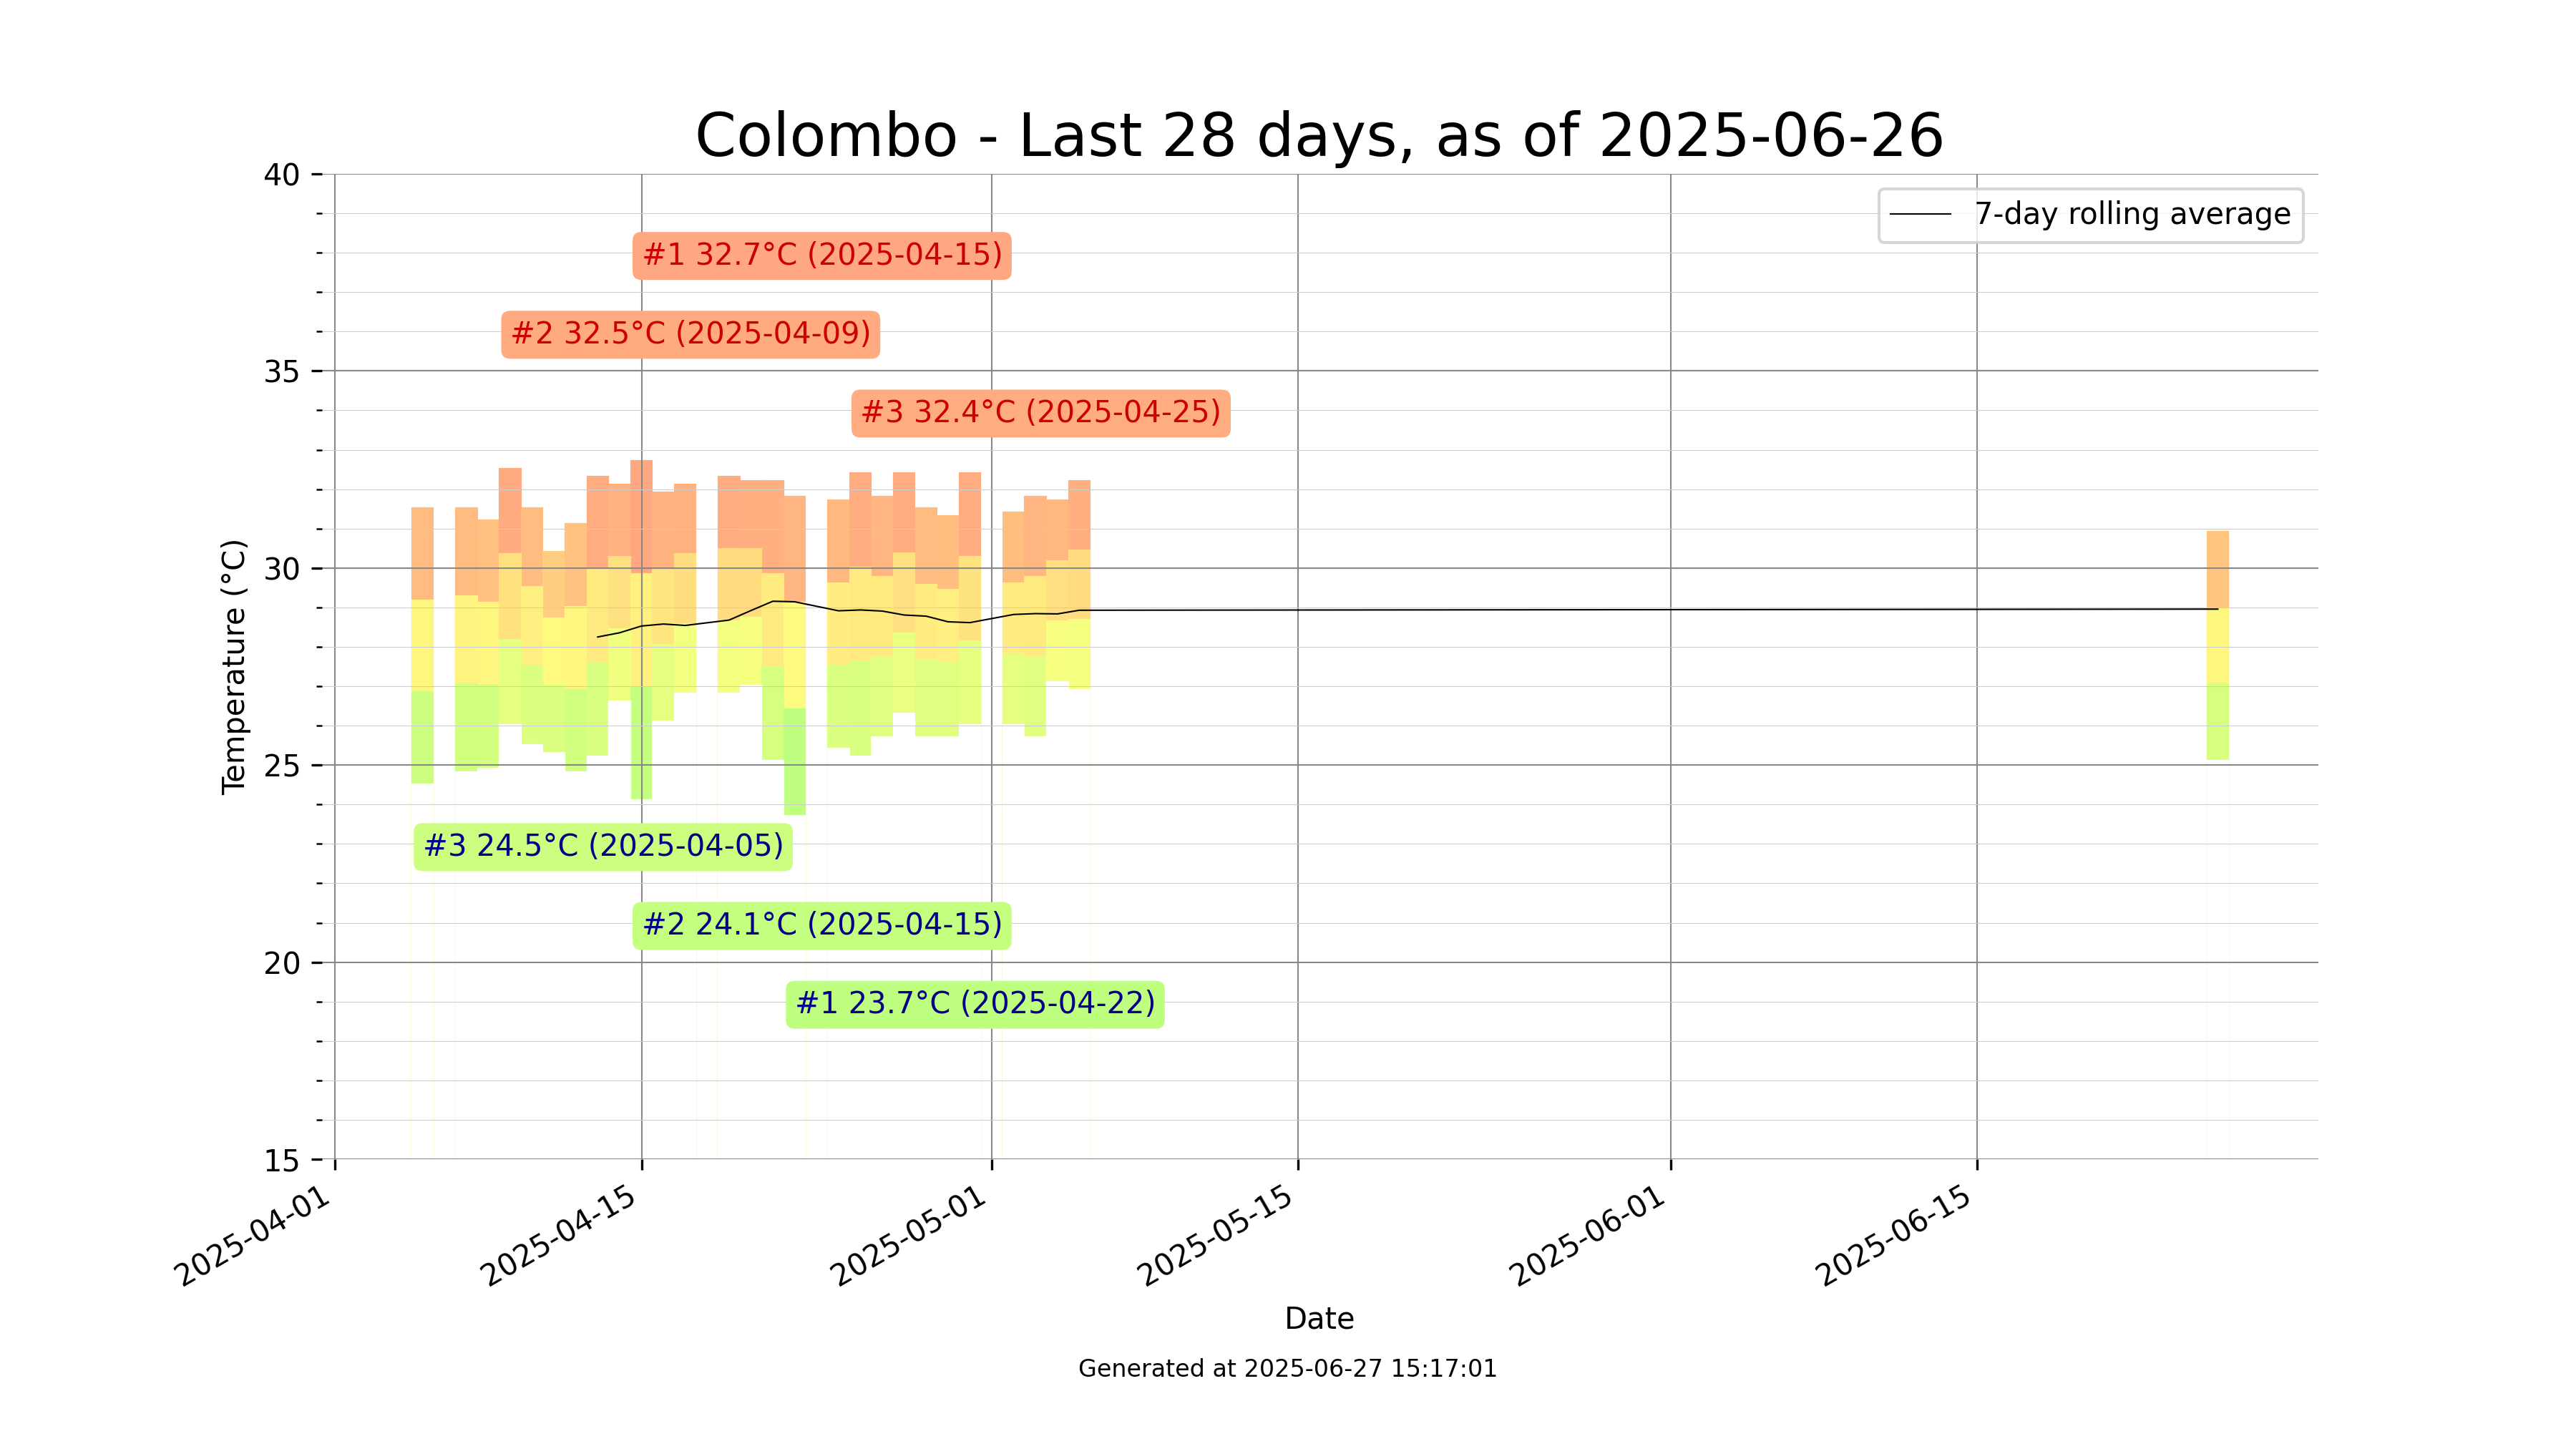 Colombo - Last 28 days, as of 2025-06-26
7-day rolling average
40
35
30
25
20
15
Temperature (°C)
#1 32.7°C (2025-04-15)
#2 32.5°C (2025-04-09)
#3 32.4°C (2025-04-25)
#3 24.5°C (2025-04-05)
#2 24.1°C (2025-04-15)
#1 23.7°C (2025-04-22)
2025-04-01
2025-04-15
2025-05-01
2025-05-15
2025-06-01
2025-06-15
Date
Generated at 2025-06-27 15:17:01